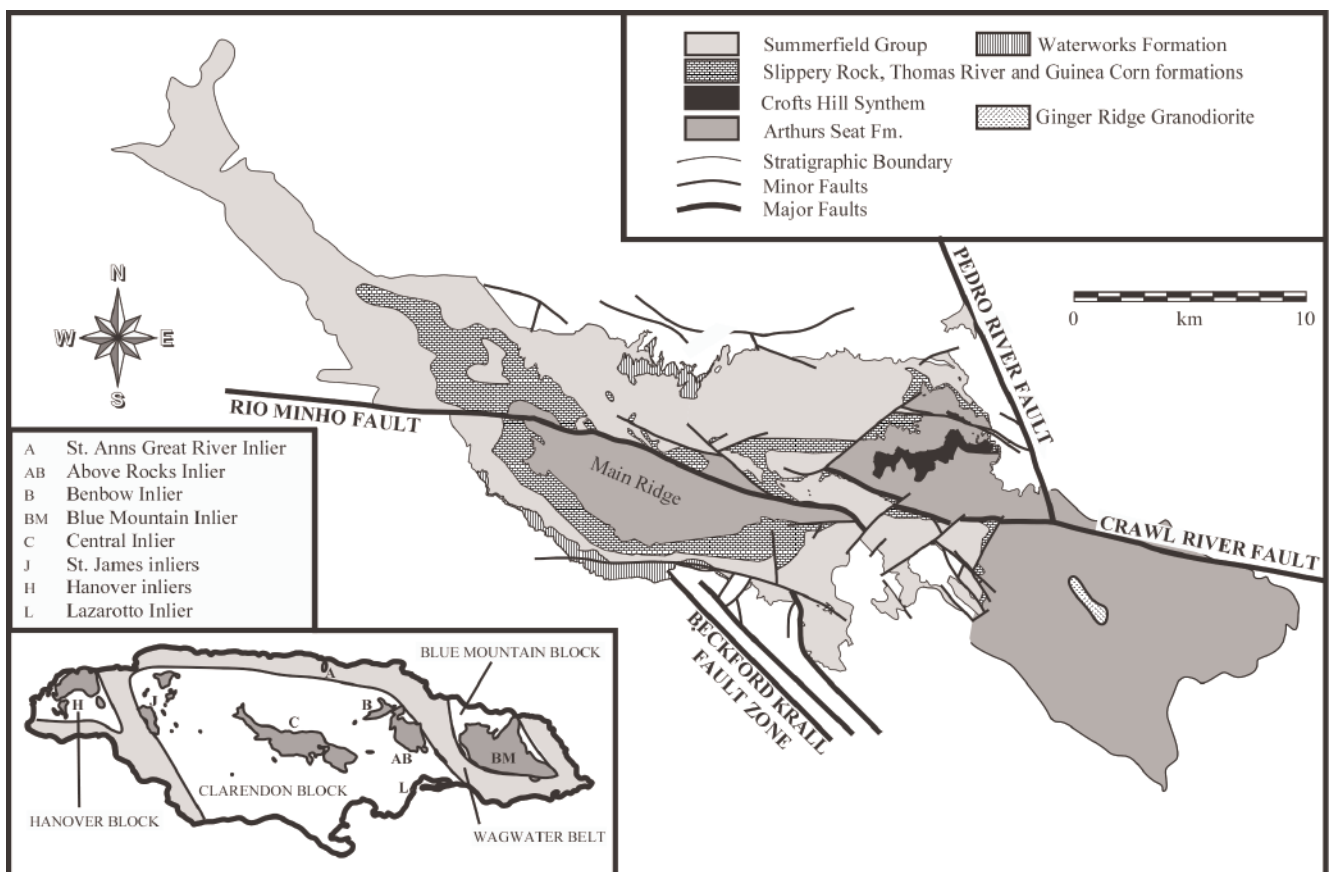 Summerfield Group
Waterworks Formation
Slippery Rock, Thomas River and Guinea Corn formations
Crofts Hill Synthem
Ginger Ridge Granodiorite
Arthurs Seat Fm.
Stratigraphic Boundary
Minor Faults
Major Faults
N
W
E
S
0
km
10
PEDRO RIVER FAULT
RIO MINHO FAULT
Main Ridge
CRAWL RIVER FAULT
BECKFORD KRALL
FAULT ZONE
A St. Anns Great River Inlier
AB Above Rocks Inlier
B Benbow Inlier
BM Blue Mountain Inlier
C Central Inlier
J St. James inliers
H Hanover inliers
L Lazarotto Inlier
BLUE MOUNTAIN BLOCK
A
J
H
B
C
AB
BM
L
CLARENDON BLOCK
HANOVER BLOCK
WAGWATER BELT